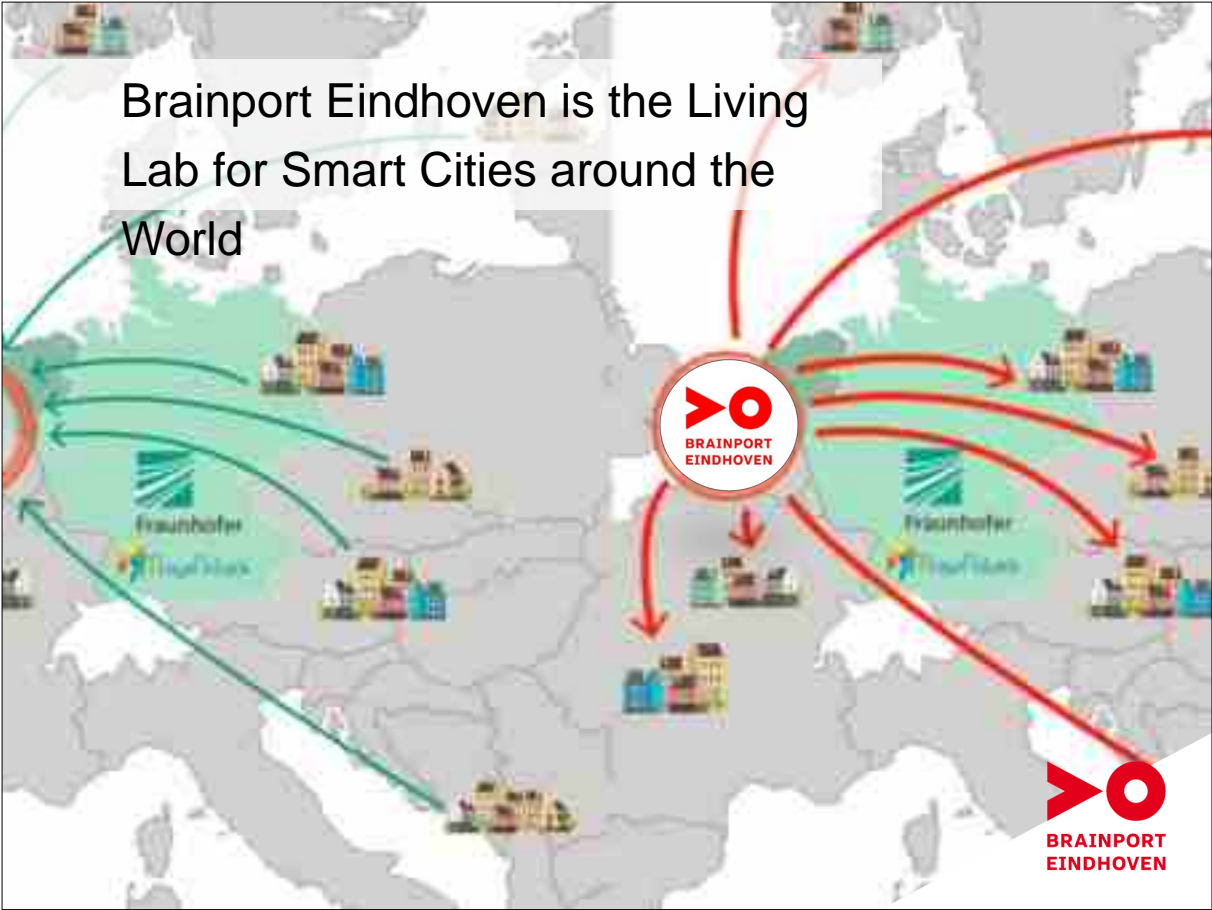 Brainport Eindhoven is the Living
Lab for Smart Cities around the
World
BRAINPORT
EINDHOVEN
Fraunhofer
Fraunhofer
BRAINPORT
EINDHOVEN